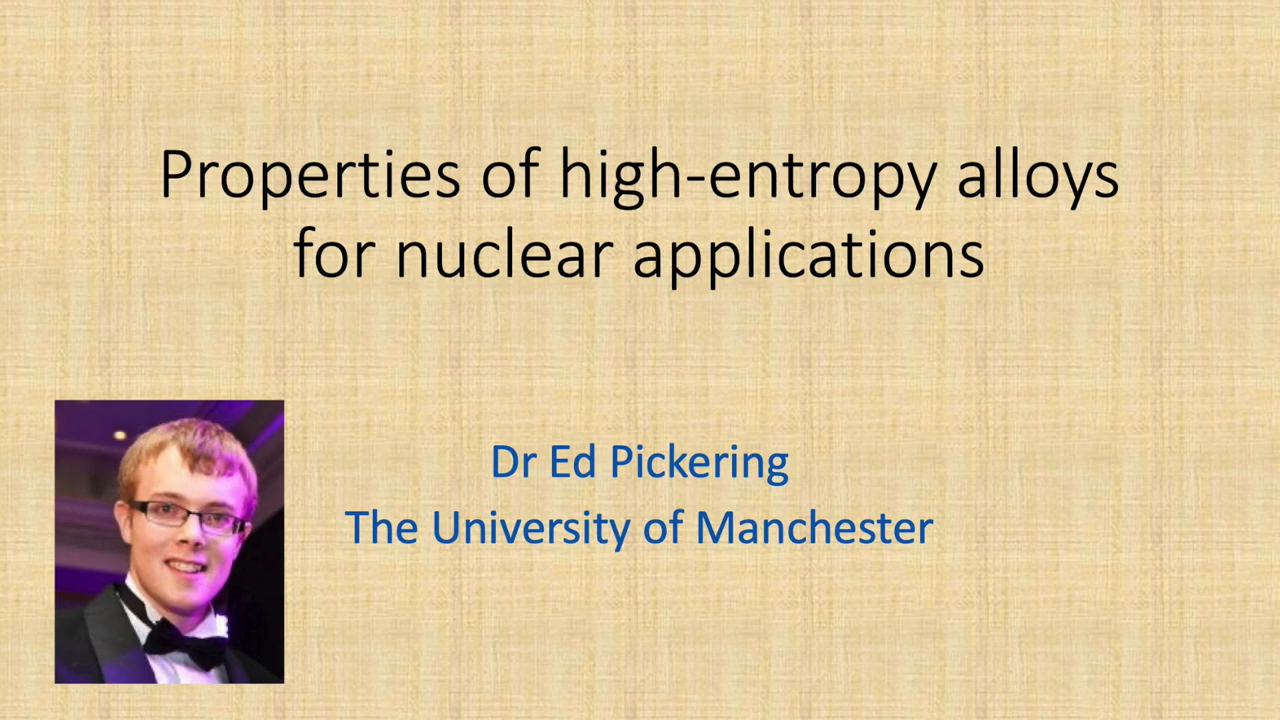 Properties of high-entropy alloys
for nuclear applications
Dr Ed Pickering
The University of Manchester